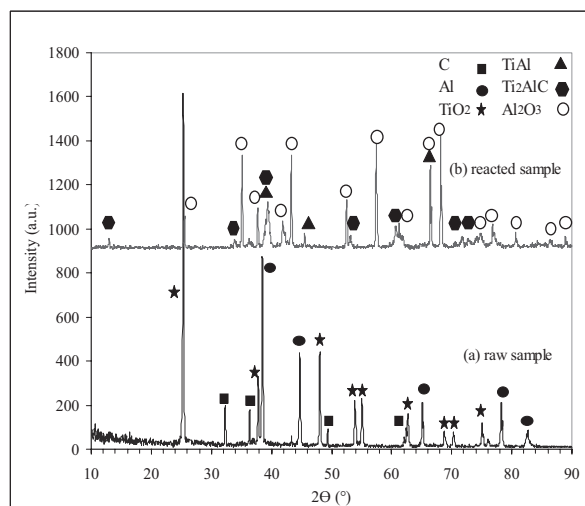 1800
1600
1400
1200
1000
800
600
400
200
0
Intensity (a.u.)
C TiAl
Al Ti2AlC
TiO2 Al2O3
(b) reacted sample
(a) raw sample
10 20 30 40 50 60 70 80 90
2Θ (°)